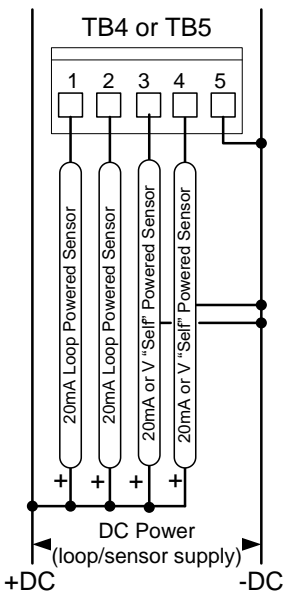 TB4 or TB5
1 2 3 4 5
20mA Loop Powered Sensor
20mA Loop Powered Sensor
20mA or V "Self" Powered Sensor
20mA or V "Self" Powered Sensor
+ + + +
DC Power
(loop/sensor supply)
+DC -DC